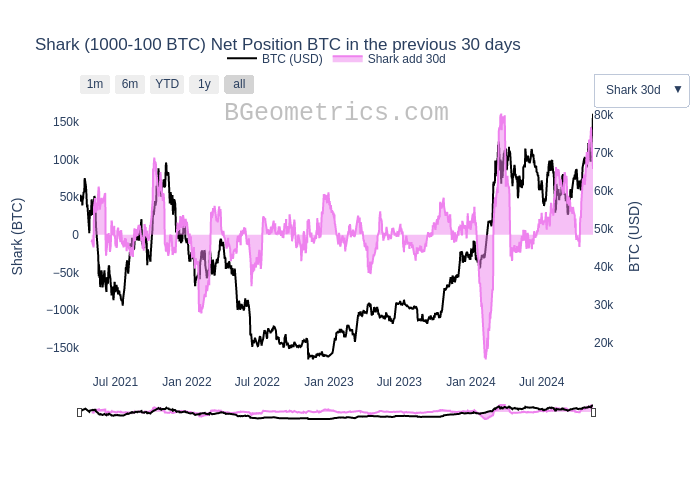 Shark (1000-100 BTC) Net Position BTC in the previous 30 days
BTC (USD) Shark add 30d
1m 6m YTD 1y all
Shark 30d ▼
BGeometrics.com
150k
100k
50k
0
−50k
−100k
−150k
Shark (BTC)
80k
70k
60k
50k
40k
30k
20k
BTC (USD)
Jul 2021 Jan 2022 Jul 2022 Jan 2023 Jul 2023 Jan 2024 Jul 2024